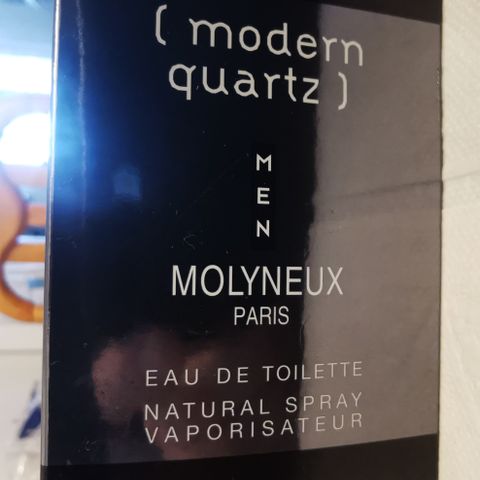 ( modern
quartz )
M
E
N
MOLYNEUX
PARIS
EAU DE TOILETTE
NATURAL SPRAY
VAPORISATEUR